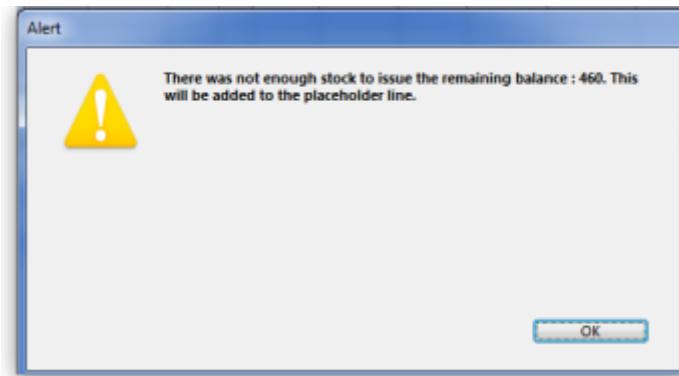 Alert
There was not enough stock to issue the remaining balance : 460. This
will be added to the placeholder line.
OK